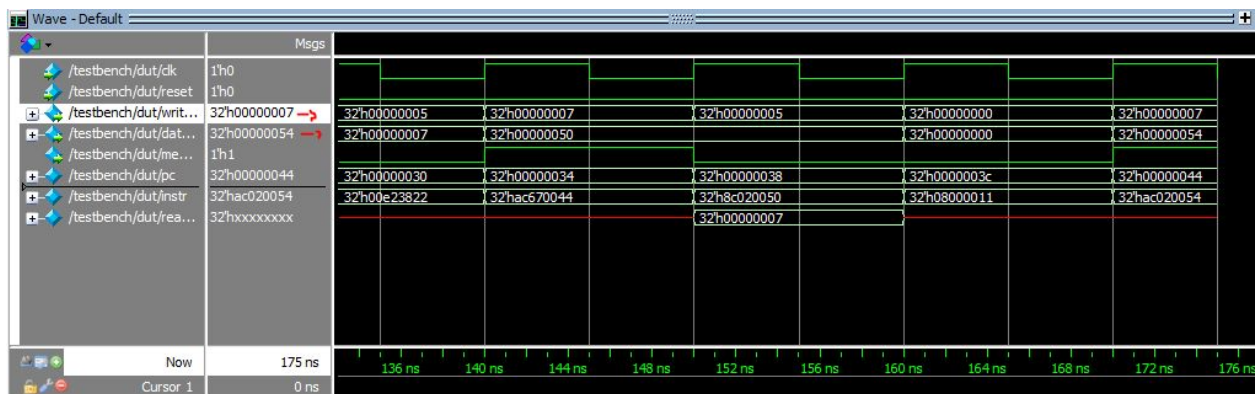 Wave - Default
Msgs
/testbench/dut/clk 1'h0
/testbench/dut/reset 1'h0
/testbench/dut/writ... 32'h00000007 32'h00000005 32'h00000007 32'h00000005 32'h00000000 32'h00000007
/testbench/dut/dat... 32'h00000054 32'h00000007 32'h00000050 32'h00000000 32'h00000054
/testbench/dut/me... 1'h1
/testbench/dut/pc 32'h00000044 32'h00000030 32'h00000034 32'h00000038 32'h0000003c 32'h00000044
/testbench/dut/instr 32'hac020054 32'h00e23822 32'hac670044 32'h8c020050 32'h08000011 32'hac020054
/testbench/dut/rea... 32'hxxxxxxxx 32'h00000007
Now 175 ns 136 ns 140 ns 144 ns 148 ns 152 ns 156 ns 160 ns 164 ns 168 ns 172 ns 176 ns
Cursor 1 0 ns